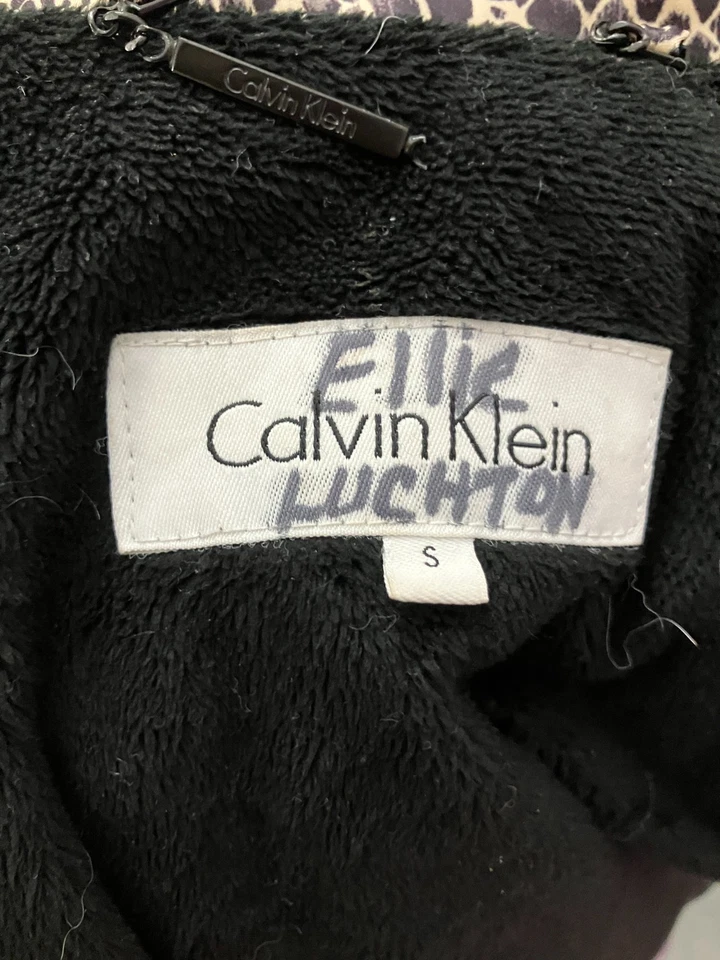 Calvin Klein
Ellie
Calvin Klein
LUCHTON
S